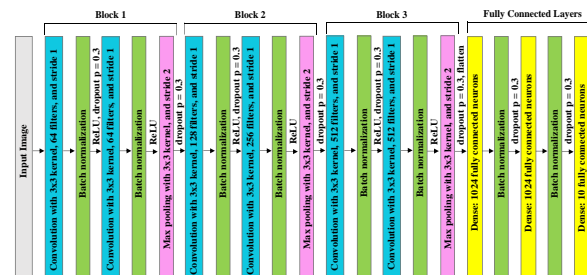 Block 1
Block 2
Block 3
Fully Connected Layers
Input Image
Convolution with 3x3 kernel, 64 filters, and stride 1
Batch normalization
ReLU, dropout p = 0.3
Convolution with 3x3 kernel, 64 filters, and stride 1
Batch normalization
ReLU
Max pooling with 3x3 kernel, and stride 2
dropout p = 0.3
Convolution with 3x3 kernel, 128 filters, and stride 1
Batch normalization
ReLU, dropout p = 0.3
Convolution with 3x3 kernel, 256 filters, and stride 1
Batch normalization
ReLU
Max pooling with 3x3 kernel, and stride 2
dropout p = 0.3
Convolution with 3x3 kernel, 512 filters, and stride 1
Batch normalization
ReLU, dropout p = 0.3
Convolution with 3x3 kernel, 512 filters, and stride 1
Batch normalization
ReLU
Max pooling with 3x3 kernel, and stride 2
dropout p = 0.3, flatten
Dense: 1024 fully connected neurons
Batch normalization
dropout p = 0.3
Dense: 1024 fully connected neurons
Batch normalization
dropout p = 0.3
Dense: 10 fully connected neurons